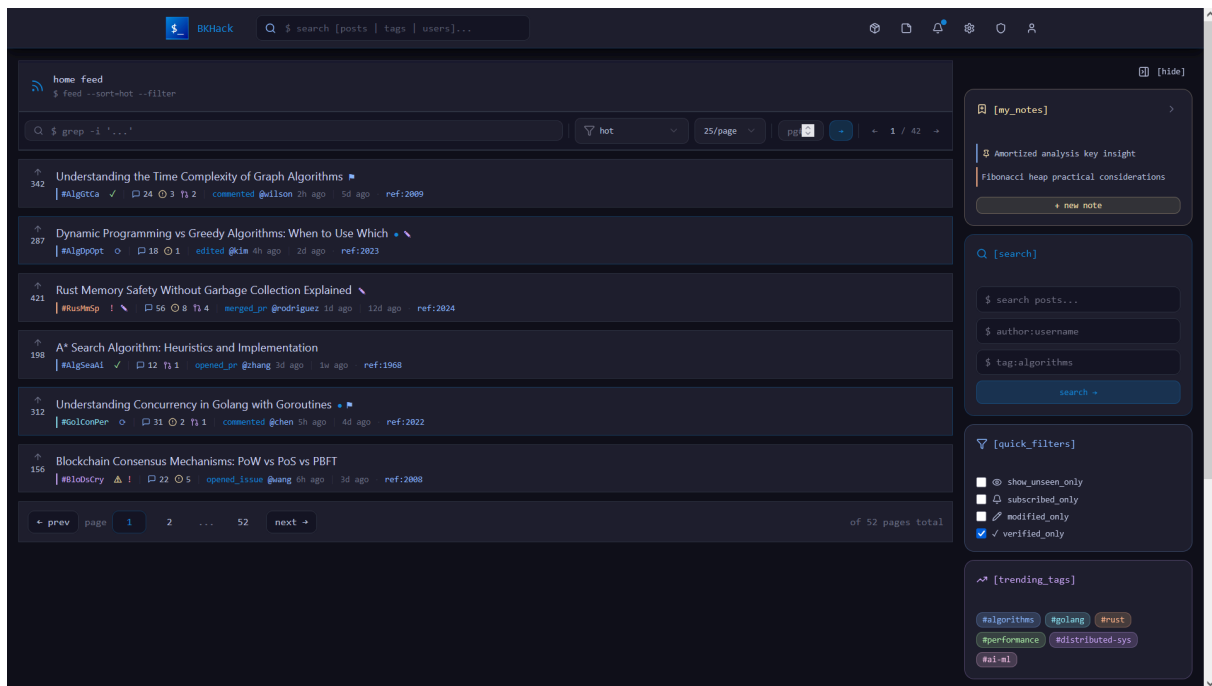 $_ BKHack $ search [posts | tags | users]...
home feed
$ feed --sort=hot --filter
[hide]
$ grep -i '...' hot 25/page pg# → ← 1 / 42 →
342 Understanding the Time Complexity of Graph Algorithms
#AlgGtCa ✓ 24 3 2 commented @wilson 2h ago 5d ago ref:2009
287 Dynamic Programming vs Greedy Algorithms: When to Use Which
#AlgDpOpt 18 1 edited @kim 4h ago 2d ago ref:2023
421 Rust Memory Safety Without Garbage Collection Explained
#RusMmSp ! 56 8 4 merged_pr @rodriguez 1d ago 12d ago ref:2024
198 A* Search Algorithm: Heuristics and Implementation
#AlgSeaAi ✓ 12 1 opened_pr @zhang 3d ago 1w ago ref:1968
312 Understanding Concurrency in Golang with Goroutines
#GolConPer 31 2 1 commented @chen 5h ago 4d ago ref:2022
156 Blockchain Consensus Mechanisms: PoW vs PoS vs PBFT
#BloDsCry ⚠ ! 22 5 opened_issue @wang 6h ago 3d ago ref:2008
← prev page 1 2 ... 52 next → of 52 pages total
[my_notes]
Amortized analysis key insight
Fibonacci heap practical considerations
+ new note
[search]
$ search posts...
$ author:username
$ tag:algorithms
search →
[quick_filters]
show_unseen_only
subscribed_only
modified_only
✓ verified_only
[trending_tags]
#algorithms #golang #rust
#performance #distributed-sys
#ai-ml